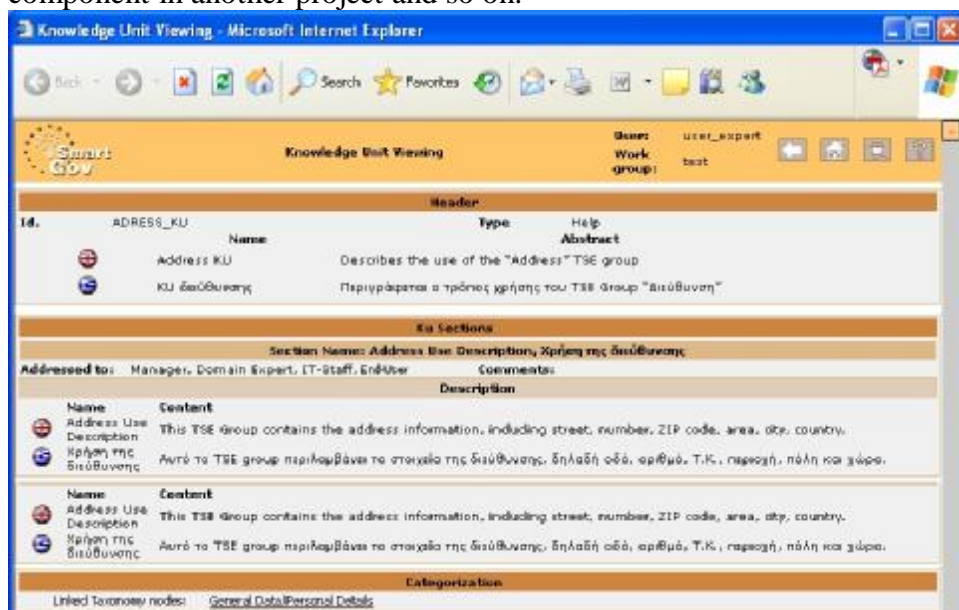 component in another project and so on.
Knowledge Unit Viewing - Microsoft Internet Explorer
Back Search Favorites
Smart Gov Knowledge Unit Viewing User: user_expert
Work group: test
Header
Id. ADRESS_KU Type Help
Name Abstract
Address KU Describes the use of the "Address" TSE group
KU διεύθυνσης Περιγράφεται ο τρόπος χρήσης του TSE Group "Διεύθυνση"
Ku Sections
Section Name: Address Use Description, Χρήση της διεύθυνσης
Addressed to: Manager, Domain Expert, IT-Staff, EndUser Comments:
Description
Name Content
Address Use Description This TSE Group contains the address information, including street, number, ZIP code, area, city, country.
Χρήση της διεύθυνσης Αυτό το TSE group περιλαμβάνει τα στοιχεία της διεύθυνσης, δηλαδή οδό, αριθμό, Τ.Κ., περιοχή, πόλη και χώρα.
Name Content
Address Use Description This TSE Group contains the address information, including street, number, ZIP code, area, city, country.
Χρήση της διεύθυνσης Αυτό το TSE group περιλαμβάνει τα στοιχεία της διεύθυνσης, δηλαδή οδό, αριθμό, Τ.Κ., περιοχή, πόλη και χώρα.
Categorization
Linked Taxonomy nodes: General Data/Personal Details